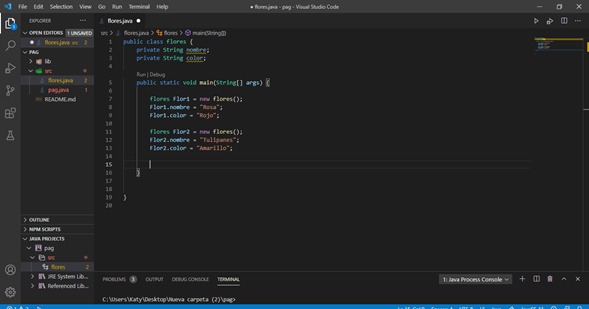 File Edit Selection View Go Run Terminal Help
● flores.java - pag - Visual Studio Code
EXPLORER
flores.java
OPEN EDITORS 1 UNSAVED
flores.java src 2
PAG
lib
src
flores.java 2
pag.java 1
README.md
OUTLINE
NPM SCRIPTS
JAVA PROJECTS
pag
src
flores 2
JRE System Lib...
Referenced Lib...
src > flores.java > flores > main(String[])
1 public class flores {
2 private String nombre;
3 private String color;
4
Run | Debug
5 public static void main(String[] args) {
6
7 flores Flor1 = new flores();
8 Flor1.nombre = "Rosa";
9 Flor1.color = "Rojo";
10
11 flores Flor2 = new flores();
12 Flor2.nombre = "Tulipanes";
13 Flor2.color = "Amarillo";
14
15
16 }
17
18
19 }
20
PROBLEMS 3 OUTPUT DEBUG CONSOLE TERMINAL
1: Java Process Console
C:\Users\Katy\Desktop\Nueva carpeta (2)\pag>